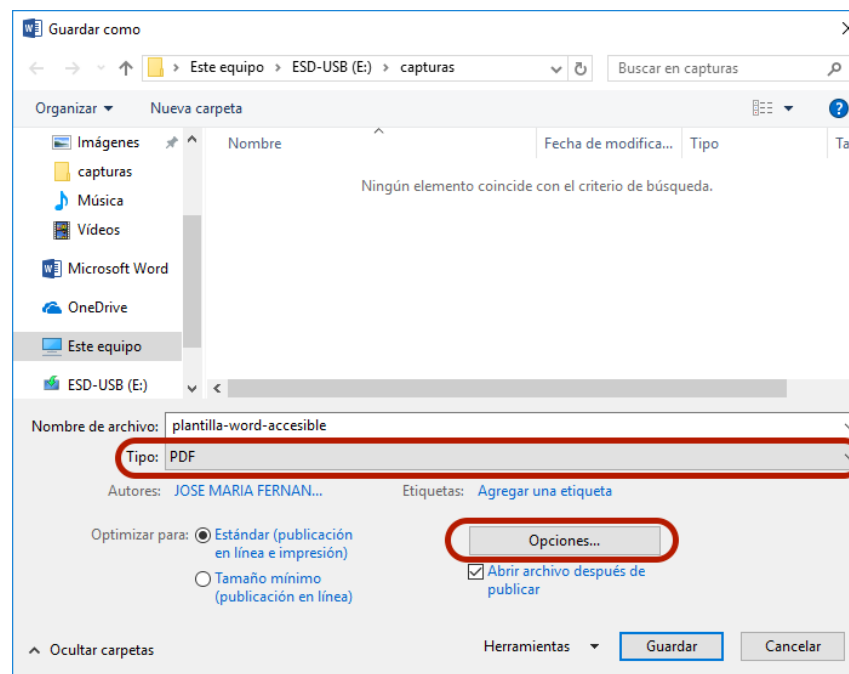 Guardar como
Este equipo > ESD-USB (E:) > capturas
Buscar en capturas
Organizar
Nueva carpeta
Imágenes
capturas
Música
Vídeos
Microsoft Word
OneDrive
Este equipo
ESD-USB (E:)
Nombre
Fecha de modifica...
Tipo
Ta
Ningún elemento coincide con el criterio de búsqueda.
Nombre de archivo: plantilla-word-accesible
Tipo: PDF
Autores: JOSE MARIA FERNAN...
Etiquetas: Agregar una etiqueta
Optimizar para:
Estándar (publicación
en línea e impresión)
Tamaño mínimo
(publicación en línea)
Opciones...
Abrir archivo después de
publicar
Ocultar carpetas
Herramientas
Guardar
Cancelar